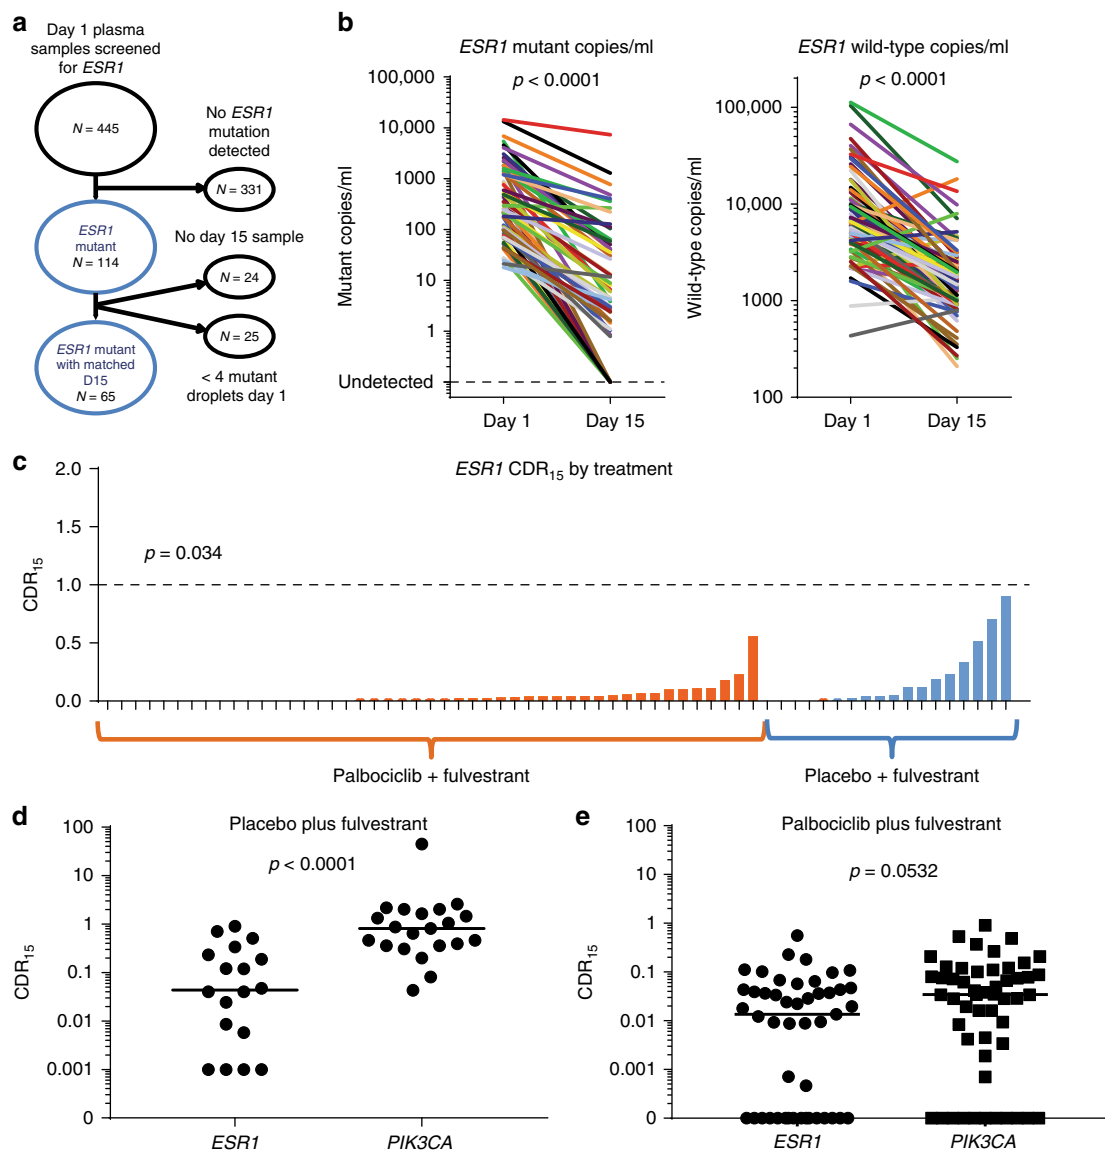 a
Day 1 plasma
samples screened
for ESR1
N = 445
No ESR1
mutation
detected
N = 331
ESR1
mutant
N = 114
No day 15 sample
N = 24
N = 25
ESR1 mutant
with matched
D15
N = 65
< 4 mutant
droplets day 1
b
ESR1 mutant copies/ml
p < 0.0001
Mutant copies/ml
100,000
10,000
1000
100
10
1
Undetected
Day 1
Day 15
ESR1 wild-type copies/ml
p < 0.0001
Wild-type copies/ml
100,000
10,000
1000
100
Day 1
Day 15
c
ESR1 CDR15 by treatment
p = 0.034
CDR15
2.0
1.5
1.0
0.5
0.0
Palbociclib + fulvestrant
Placebo + fulvestrant
d
Placebo plus fulvestrant
p < 0.0001
CDR15
100
10
1
0.1
0.01
0.001
0
ESR1
PIK3CA
e
Palbociclib plus fulvestrant
p = 0.0532
CDR15
100
10
1
0.1
0.01
0.001
0
ESR1
PIK3CA